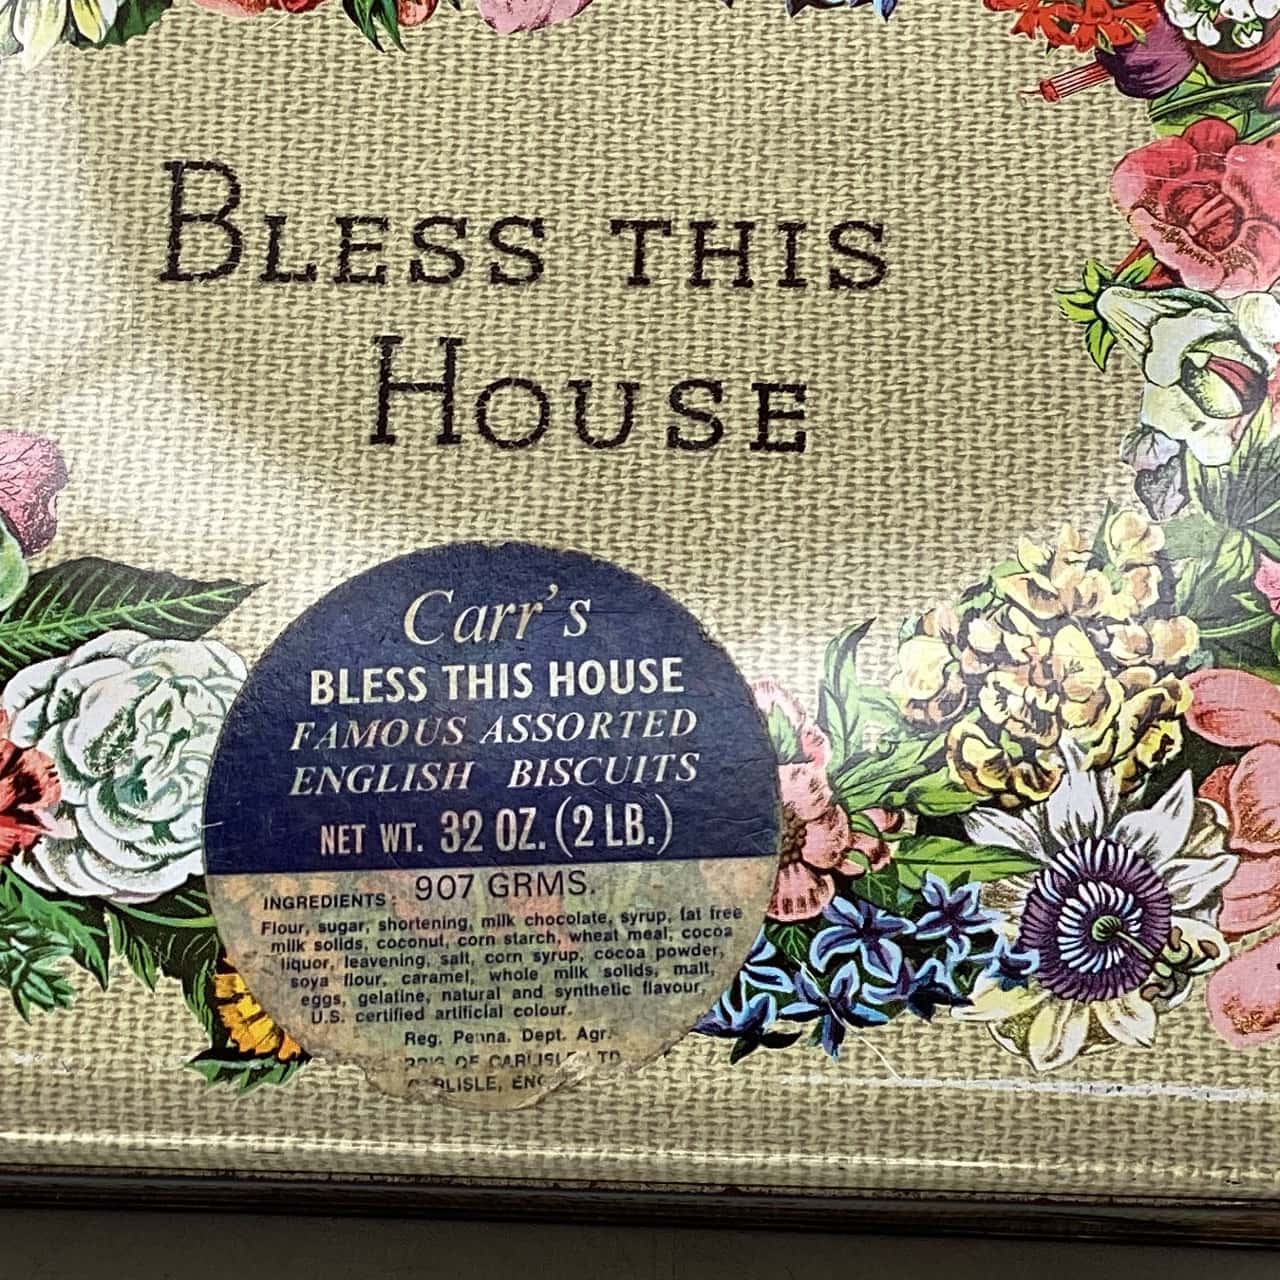 BLESS THIS
HOUSE
Carr's
BLESS THIS HOUSE
FAMOUS ASSORTED
ENGLISH BISCUITS
NET WT. 32 OZ. (2 LB.)
INGREDIENTS: 907 GRMS.
Flour, sugar, shortening, milk chocolate, syrup, fat free
milk solids, coconut, corn starch, wheat meal, cocoa
liquor, leavening, salt, corn syrup, cocoa powder,
soya flour, caramel, whole milk solids, malt,
eggs, gelatine, natural and synthetic flavour,
U.S. certified artificial colour.
Reg. Penna. Dept. Agr.
OF CARLISLE LTD